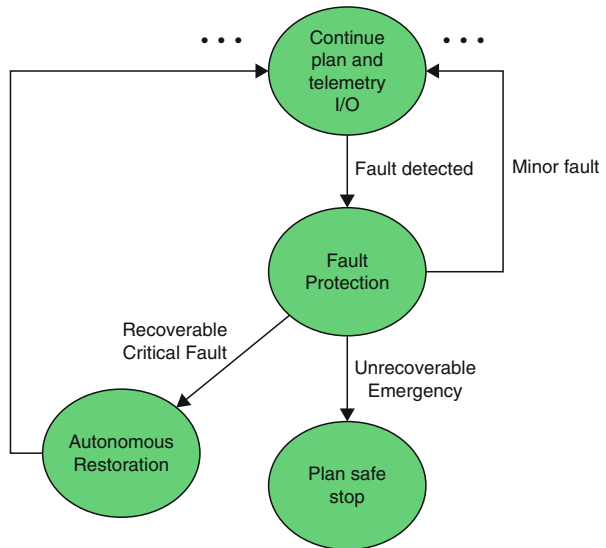 • • •
Continue
plan and
telemetry
I/O
• • •
Fault detected
Minor fault
Fault
Protection
Recoverable
Critical Fault
Unrecoverable
Emergency
Autonomous
Restoration
Plan safe
stop